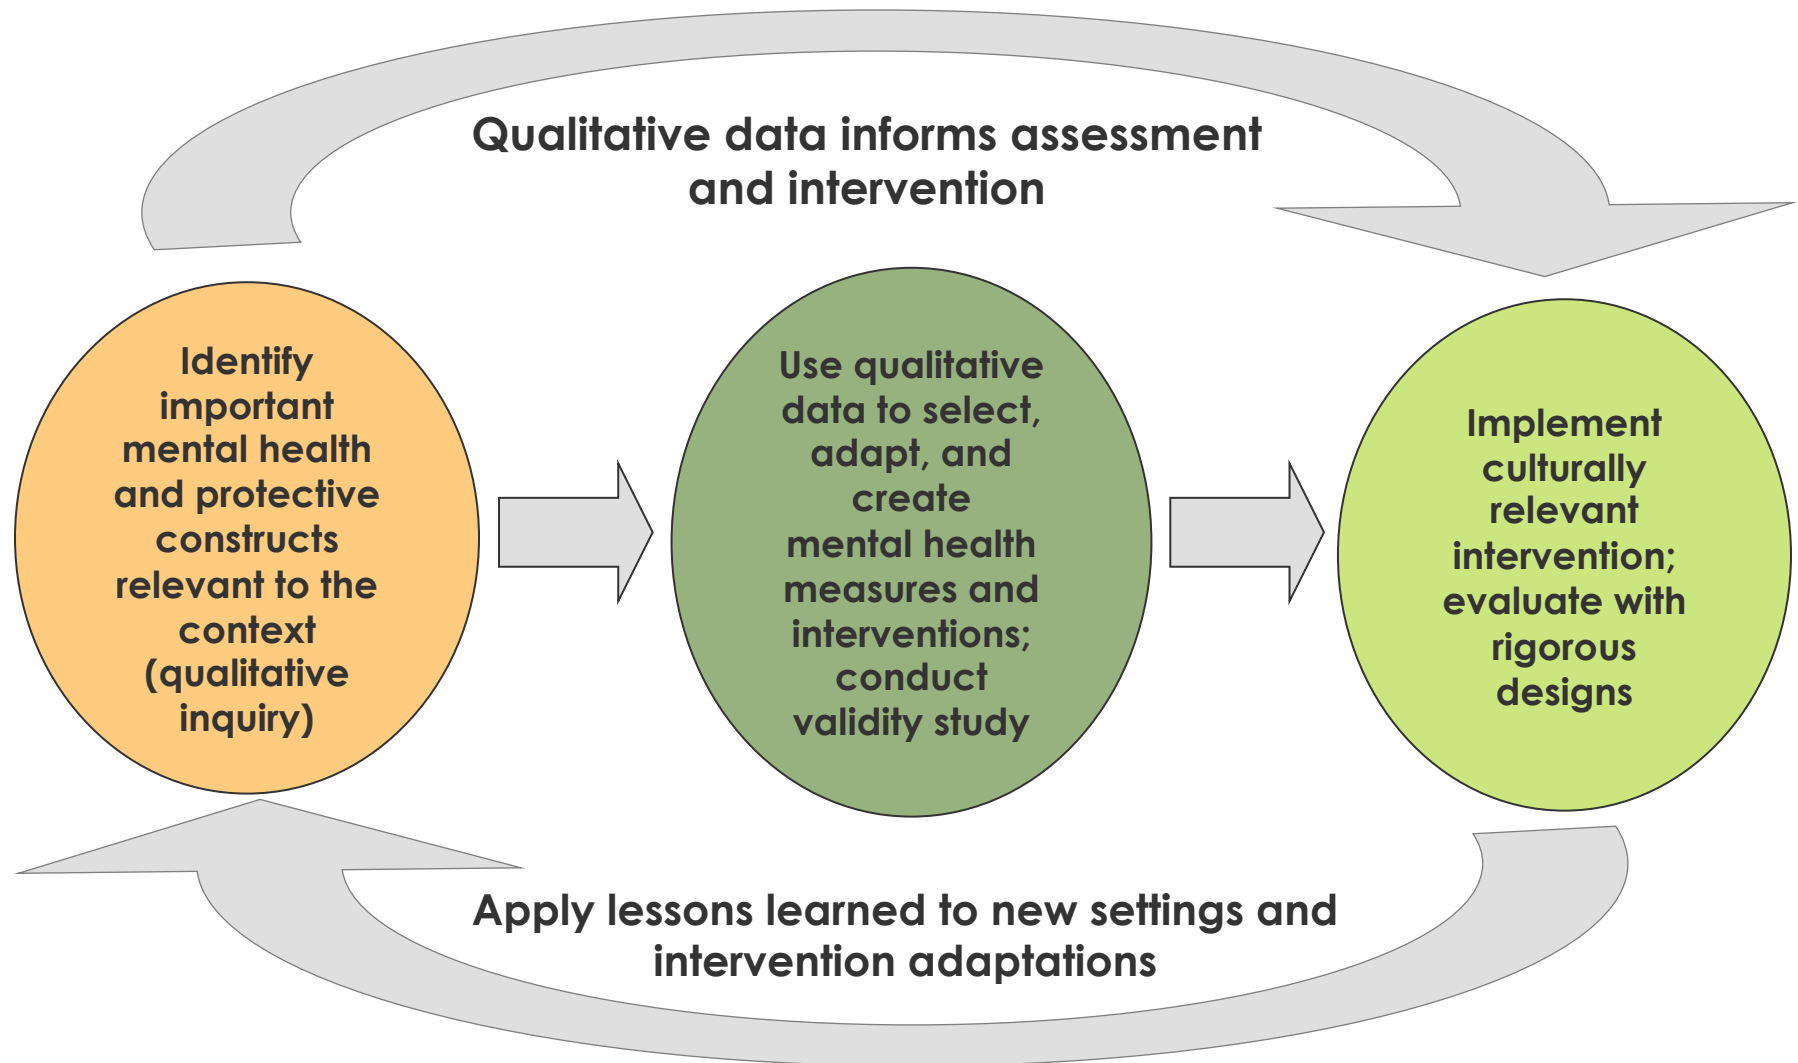 Qualitative data informs assessment
and intervention
Identify
important
mental health
and protective
constructs
relevant to the
context
(qualitative
inquiry)
Use qualitative
data to select,
adapt, and
create
mental health
measures and
interventions;
conduct
validity study
Implement
culturally
relevant
intervention;
evaluate with
rigorous
designs
Apply lessons learned to new settings and
intervention adaptations